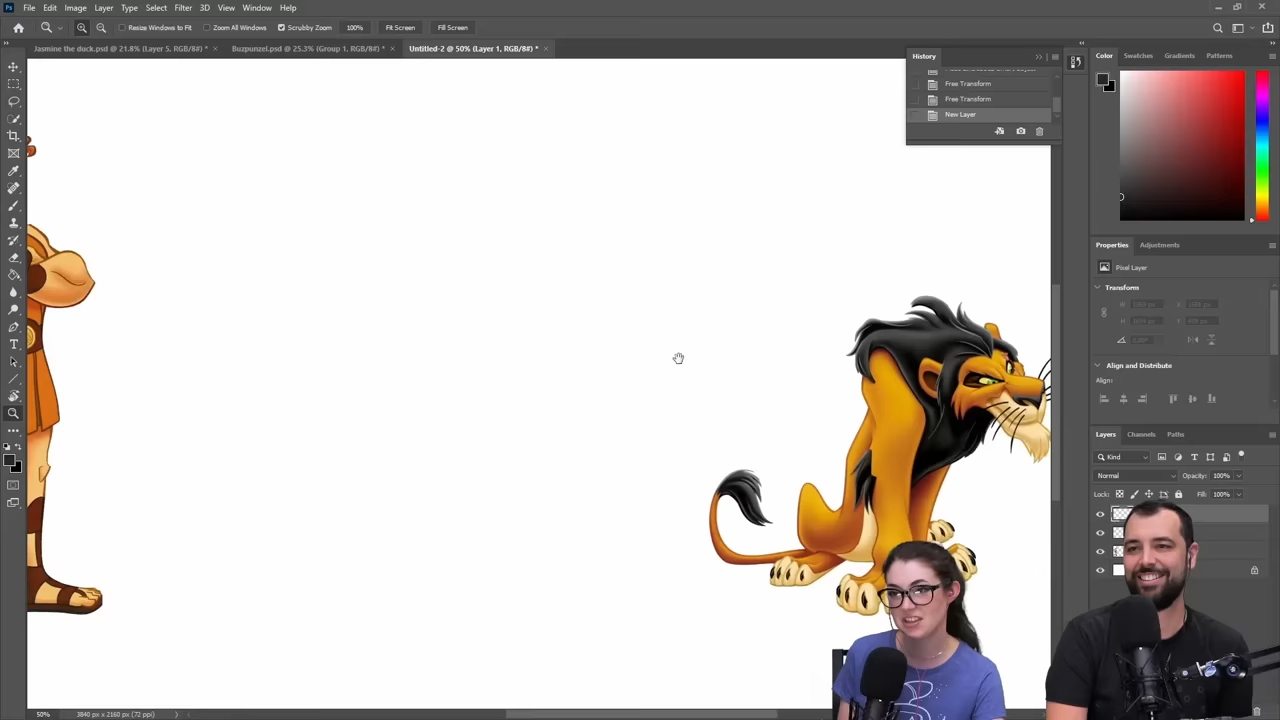 File Edit Image Layer Type Select Filter 3D View Window Help
Resize Windows to Fit Zoom All Windows Scrubby Zoom 100% Fit Screen Fill Screen
Jasmine the duck.psd @ 21.8% (Layer 5, RGB/8#) * Buzpunzel.psd @ 25.3% (Group 1, RGB/8#) * Untitled-2 @ 50% (Layer 1, RGB/8#) *
History
Free Transform
Free Transform
New Layer
Color Swatches Gradients Patterns
Properties Adjustments
Pixel Layer
Transform
Align and Distribute
Align:
Layers Channels Paths
Kind
Normal Opacity: 100%
Lock: Fill: 100%
50% 3840 px x 2160 px (72 ppi)